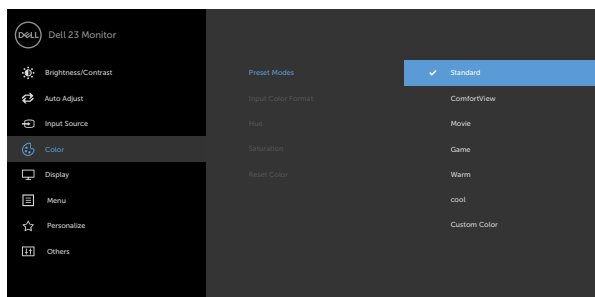 DELL Dell 23 Monitor
Brightness/Contrast Preset Modes Standard
Auto Adjust Input Color Format ComfortView
Input Source Hue Movie
Color Saturation Game
Display Reset Color Warm
Menu cool
Personalize Custom Color
Others